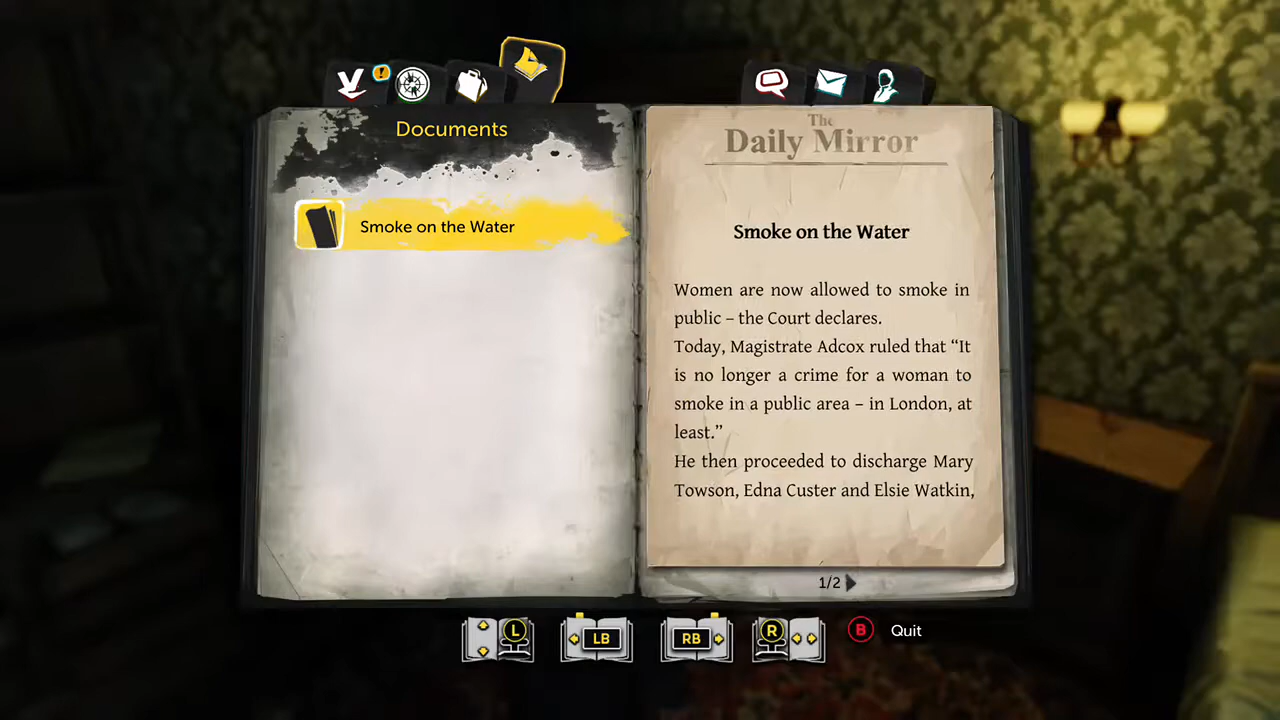 Documents
Smoke on the Water
The
Daily Mirror
Smoke on the Water
Women are now allowed to smoke in
public – the Court declares.
Today, Magistrate Adcox ruled that “It
is no longer a crime for a woman to
smoke in a public area – in London, at
least.”
He then proceeded to discharge Mary
Towson, Edna Custer and Elsie Watkin,
1/2
L
LB
RB
R
B
Quit